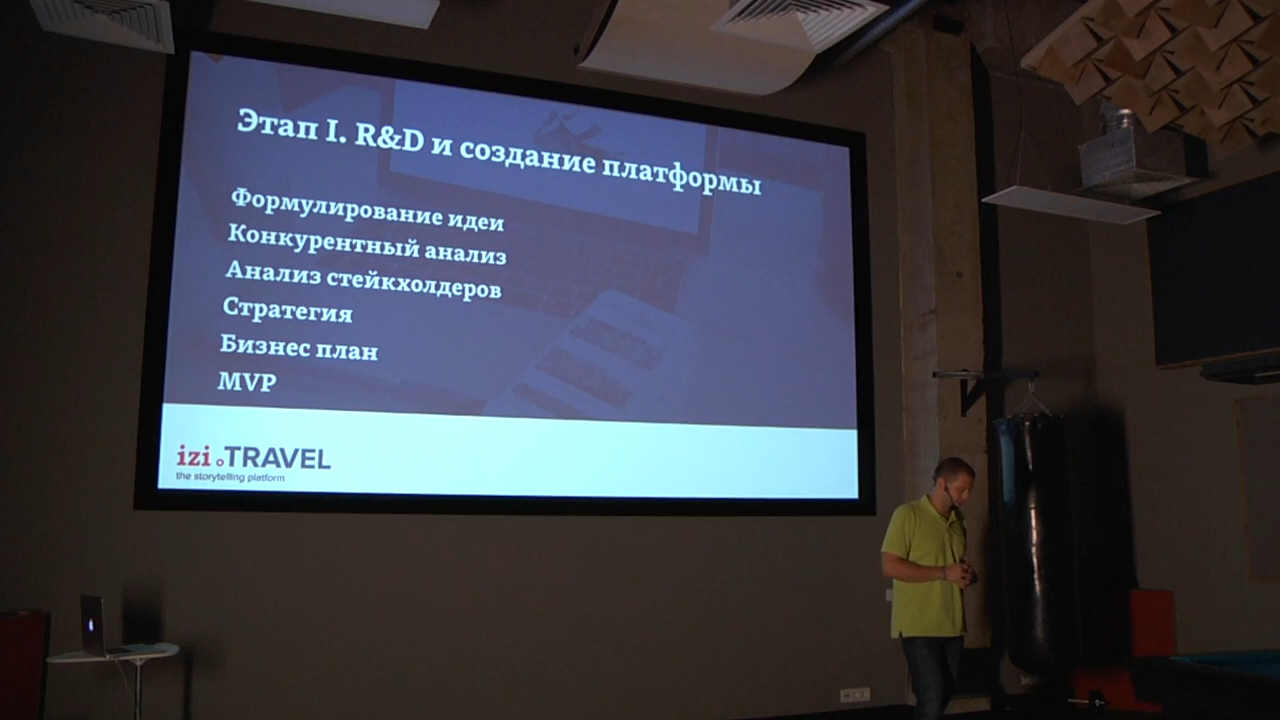 Этап I. R&D и создание платформы
Формулирование идеи
Конкурентный анализ
Анализ стейкхолдеров
Стратегия
Бизнес план
MVP
izi.TRAVEL
the storytelling platform